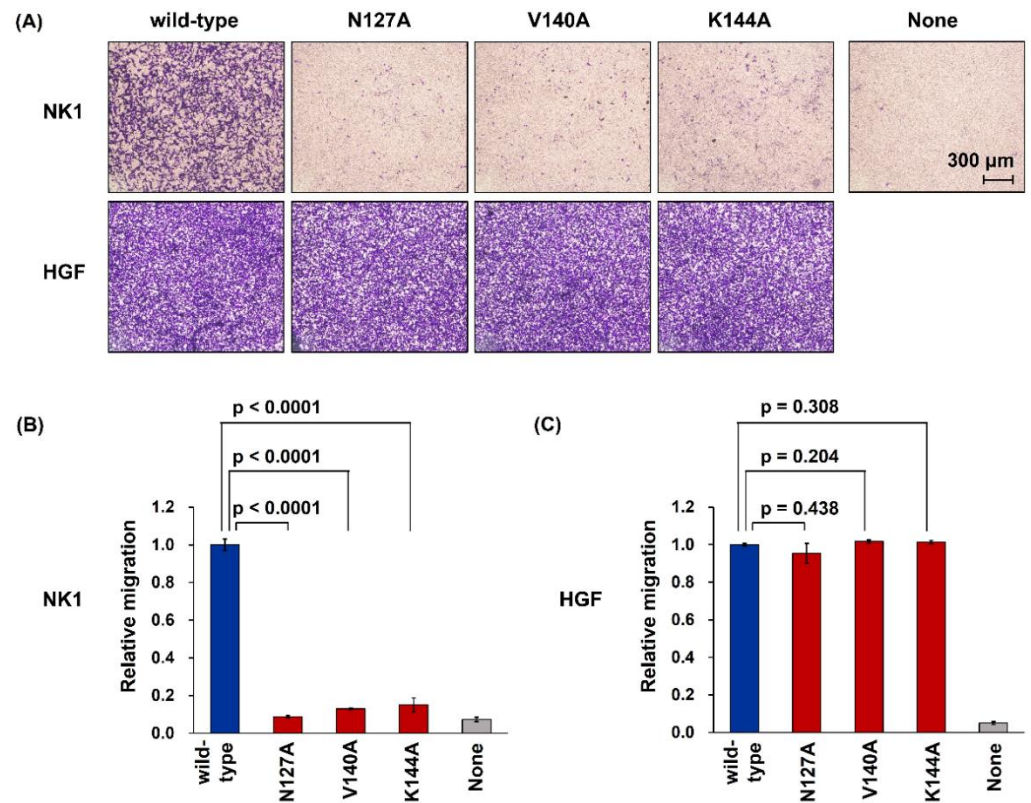 (A)
wild-type N127A V140A K144A None
NK1
300 µm
HGF
(B)
p < 0.0001
p < 0.0001
p < 0.0001
NK1
Relative migration
1.2
1.0
0.8
0.6
0.4
0.2
0.0
wild-
type
N127A
V140A
K144A
None
(C)
p = 0.308
p = 0.204
p = 0.438
HGF
Relative migration
1.2
1.0
0.8
0.6
0.4
0.2
0.0
wild-
type
N127A
V140A
K144A
None